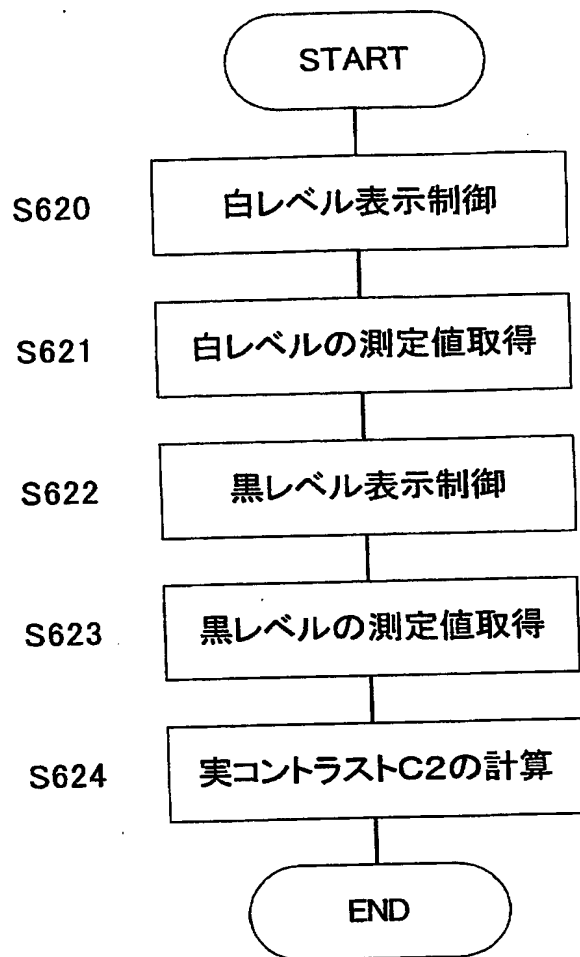 START
S620 白レベル表示制御
S621 白レベルの測定値取得
S622 黒レベル表示制御
S623 黒レベルの測定値取得
S624 実コントラストC2の計算
END